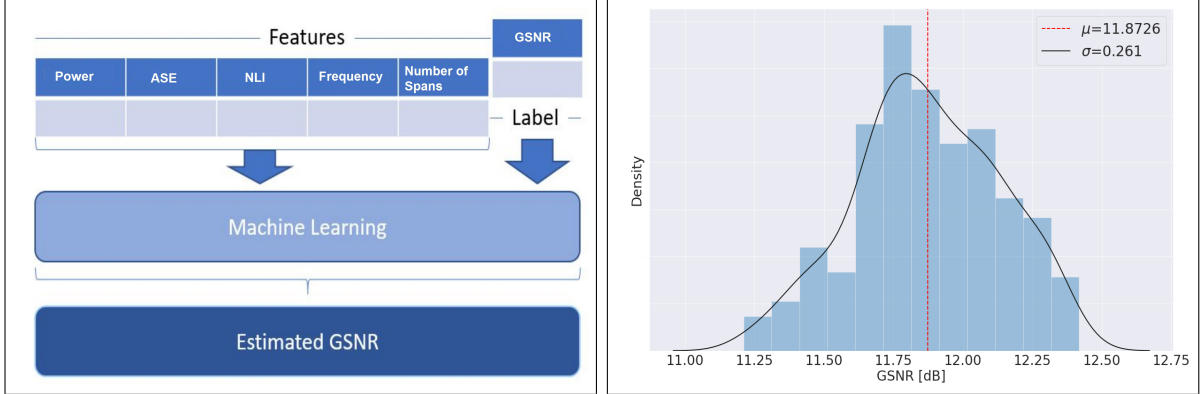 Features
GSNR
Power
ASE
NLI
Frequency
Number of
Spans
Label
Machine Learning
Estimated GSNR
μ=11.8726
σ=0.261
Density
11.00 11.25 11.50 11.75 12.00 12.25 12.50 12.75
GSNR [dB]